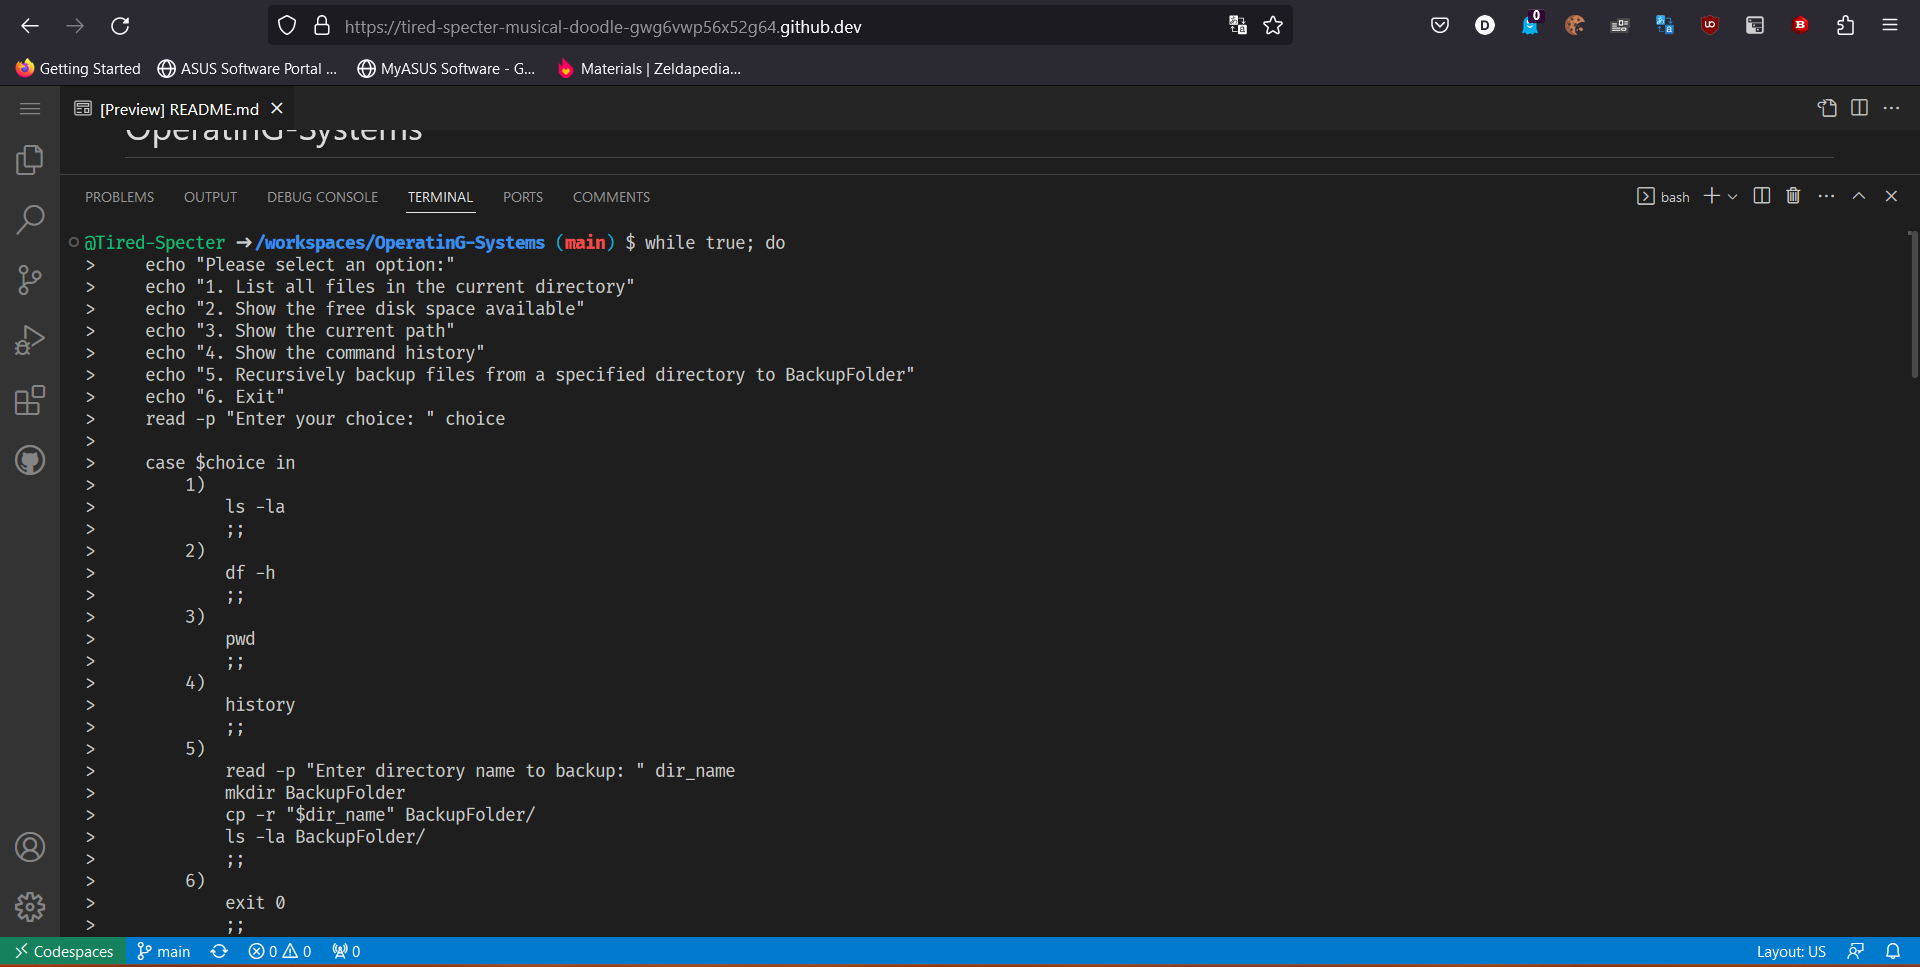 https://tired-specter-musical-doodle-gwg6vwp56x52g64.github.dev
D
0
uo
B
Getting Started
ASUS Software Portal ...
MyASUS Software - G...
Materials | Zeldapedia...
[Preview] README.md
OperatinG-Systems
PROBLEMS
OUTPUT
DEBUG CONSOLE
TERMINAL
PORTS
COMMENTS
bash
@Tired-Specter ➜/workspaces/OperatinG-Systems (main) $ while true; do
>     echo "Please select an option:"
>     echo "1. List all files in the current directory"
>     echo "2. Show the free disk space available"
>     echo "3. Show the current path"
>     echo "4. Show the command history"
>     echo "5. Recursively backup files from a specified directory to BackupFolder"
>     echo "6. Exit"
>     read -p "Enter your choice: " choice
>
>     case $choice in
>         1)
>             ls -la
>             ;;
>         2)
>             df -h
>             ;;
>         3)
>             pwd
>             ;;
>         4)
>             history
>             ;;
>         5)
>             read -p "Enter directory name to backup: " dir_name
>             mkdir BackupFolder
>             cp -r "$dir_name" BackupFolder/
>             ls -la BackupFolder/
>             ;;
>         6)
>             exit 0
>             ;;
Codespaces
main
0
0
0
Layout: US